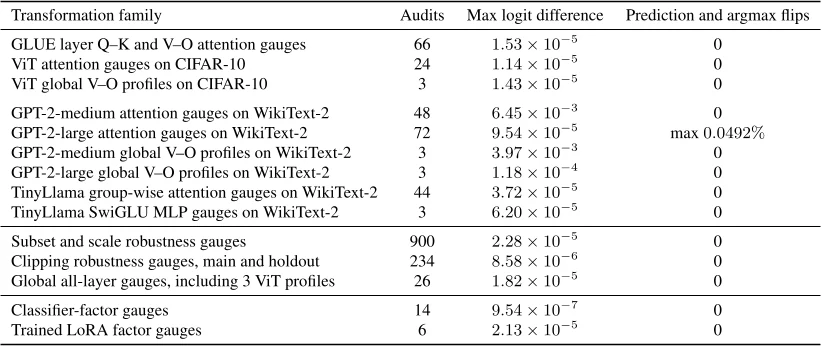 Transformation family Audits Max logit difference Prediction and argmax flips
GLUE layer Q–K and V–O attention gauges 66 1.53 × 10⁻⁵ 0
ViT attention gauges on CIFAR-10 24 1.14 × 10⁻⁵ 0
ViT global V–O profiles on CIFAR-10 3 1.43 × 10⁻⁵ 0
GPT-2-medium attention gauges on WikiText-2 48 6.45 × 10⁻³ 0
GPT-2-large attention gauges on WikiText-2 72 9.54 × 10⁻⁵ max 0.0492%
GPT-2-medium global V–O profiles on WikiText-2 3 3.97 × 10⁻³ 0
GPT-2-large global V–O profiles on WikiText-2 3 1.18 × 10⁻⁴ 0
TinyLlama group-wise attention gauges on WikiText-2 44 3.72 × 10⁻⁵ 0
TinyLlama SwiGLU MLP gauges on WikiText-2 3 6.20 × 10⁻⁵ 0
Subset and scale robustness gauges 900 2.28 × 10⁻⁵ 0
Clipping robustness gauges, main and holdout 234 8.58 × 10⁻⁶ 0
Global all-layer gauges, including 3 ViT profiles 26 1.82 × 10⁻⁵ 0
Classifier-factor gauges 14 9.54 × 10⁻⁷ 0
Trained LoRA factor gauges 6 2.13 × 10⁻⁵ 0